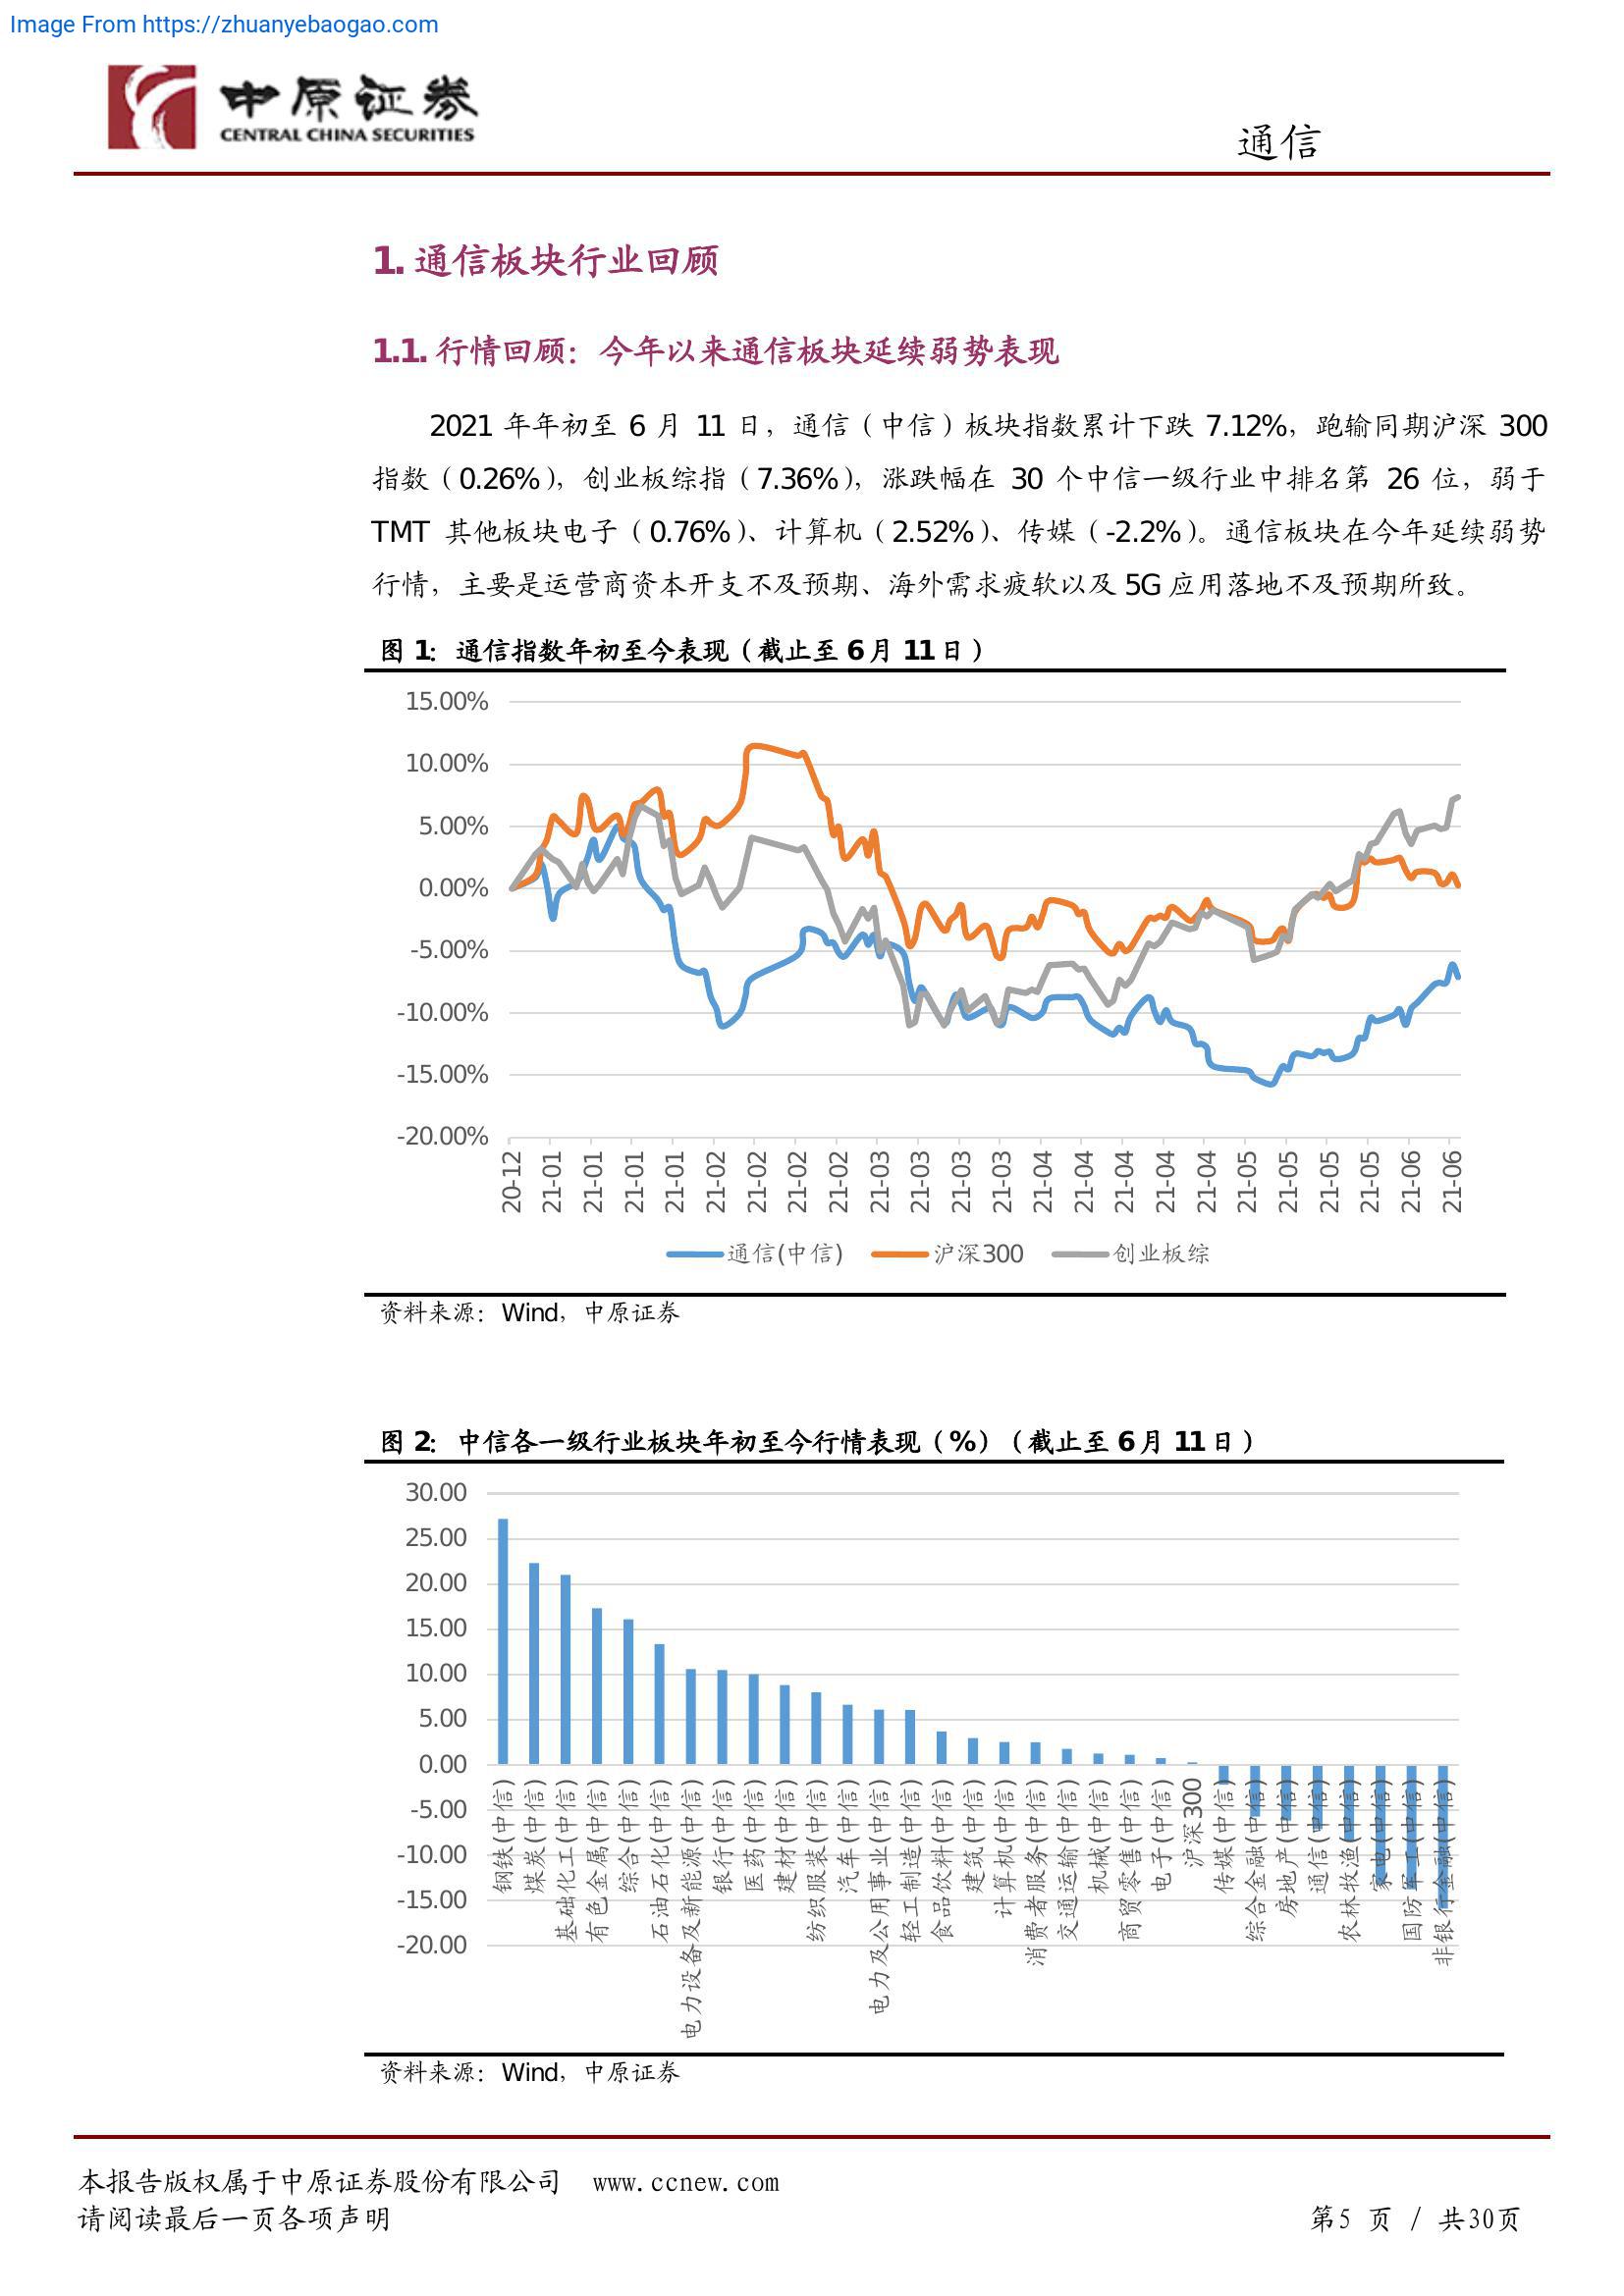 Image From https://zhuanyebaogao.com
中原证券
CENTRAL CHINA SECURITIES
通信
1. 通信板块行业回顾
1.1. 行情回顾：今年以来通信板块延续弱势表现
2021 年年初至 6 月 11 日，通信（中信）板块指数累计下跌 7.12%，跑输同期沪深 300
指数（0.26%），创业板综指（7.36%），涨跌幅在 30 个中信一级行业中排名第 26 位，弱于
TMT 其他板块电子（0.76%）、计算机（2.52%）、传媒（-2.2%）。通信板块在今年延续弱势
行情，主要是运营商资本开支不及预期、海外需求疲软以及 5G 应用落地不及预期所致。
图 1：通信指数年初至今表现（截止至 6 月 11 日）
15.00%
10.00%
5.00%
0.00%
-5.00%
-10.00%
-15.00%
-20.00%
20-12
21-01
21-01
21-01
21-01
21-02
21-02
21-02
21-02
21-03
21-03
21-03
21-03
21-04
21-04
21-04
21-04
21-04
21-05
21-05
21-05
21-05
21-06
21-06
通信(中信)
沪深300
创业板综
资料来源：Wind，中原证券
图 2：中信各一级行业板块年初至今行情表现（%）（截止至 6 月 11 日）
30.00
25.00
20.00
15.00
10.00
5.00
0.00
-5.00
-10.00
-15.00
-20.00
钢铁(中信)
煤炭(中信)
基础化工(中信)
有色金属(中信)
综合(中信)
石油石化(中信)
电力设备及新能源(中信)
银行(中信)
医药(中信)
建材(中信)
纺织服装(中信)
汽车(中信)
电力及公用事业(中信)
轻工制造(中信)
食品饮料(中信)
建筑(中信)
计算机(中信)
消费者服务(中信)
交通运输(中信)
机械(中信)
商贸零售(中信)
电子(中信)
沪深300
传媒(中信)
综合金融(中信)
房地产(中信)
通信(中信)
农林牧渔(中信)
家电(中信)
国防军工(中信)
非银行金融(中信)
资料来源：Wind，中原证券
本报告版权属于中原证券股份有限公司 www.ccnew.com
请阅读最后一页各项声明
第5 页 / 共30页